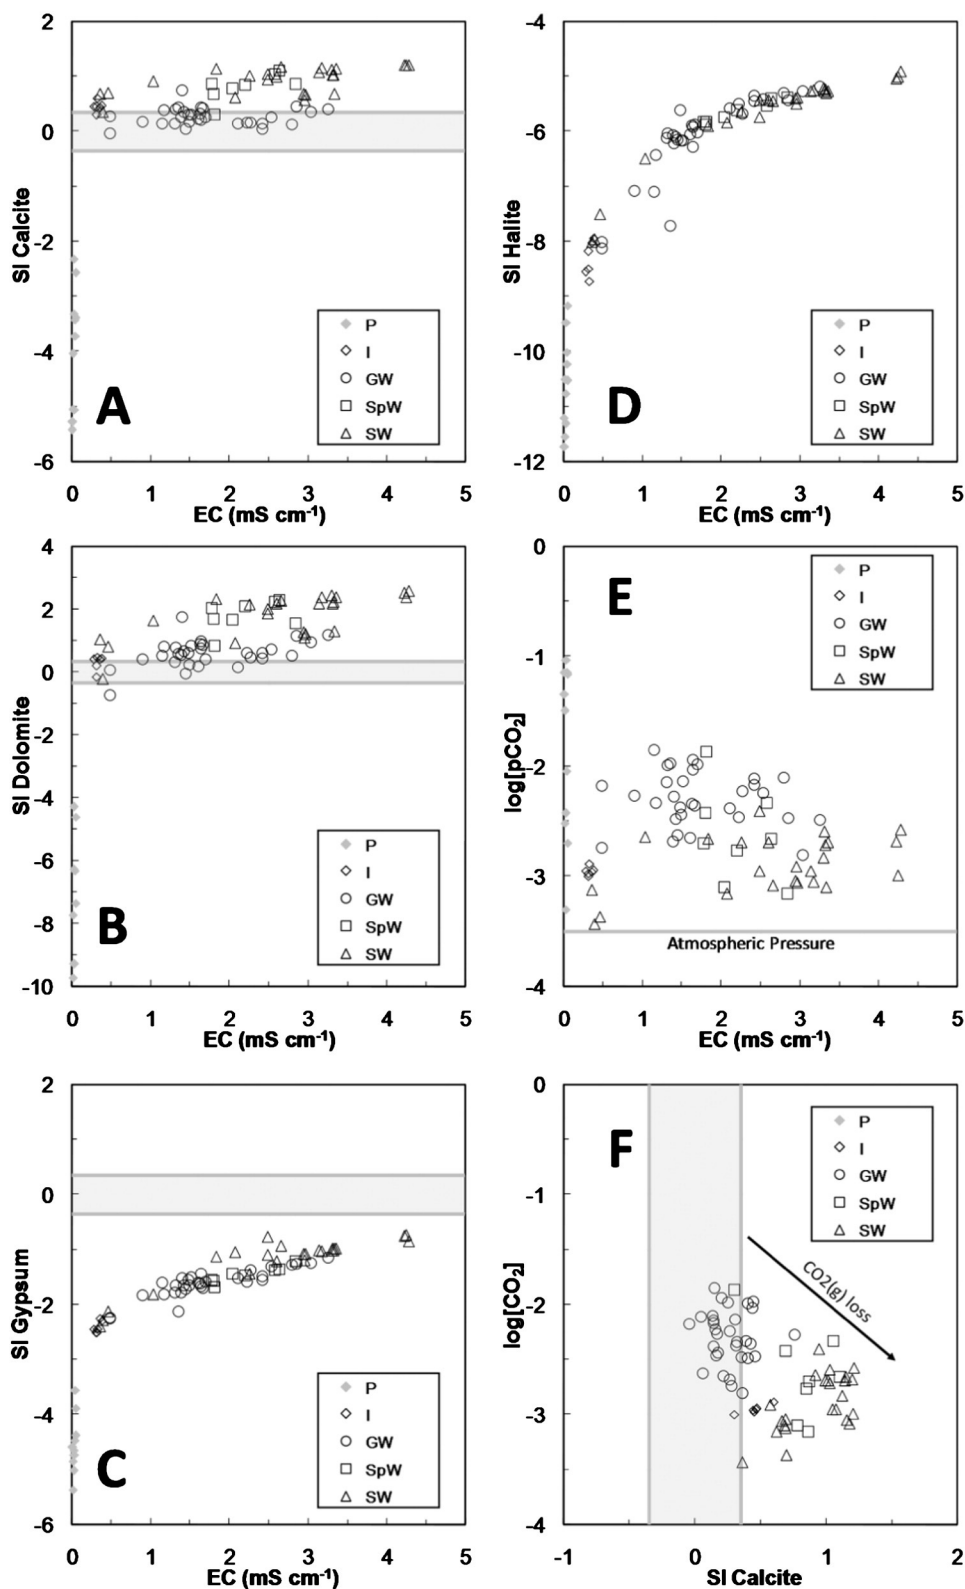 2
0
-2
-4
-6
SI Calcite
A
P
I
GW
SpW
SW
0 1 2 3 4 5
EC (mS cm⁻¹)
-4
-6
-8
-10
-12
SI Halite
D
P
I
GW
SpW
SW
0 1 2 3 4 5
EC (mS cm⁻¹)
4
2
0
-2
-4
-6
-8
-10
SI Dolomite
B
P
I
GW
SpW
SW
0 1 2 3 4 5
EC (mS cm⁻¹)
0
-1
-2
-3
-4
log[pCO₂]
E
P
I
GW
SpW
SW
Atmospheric Pressure
0 1 2 3 4 5
EC (mS cm⁻¹)
2
0
-2
-4
-6
SI Gypsum
C
P
I
GW
SpW
SW
0 1 2 3 4 5
EC (mS cm⁻¹)
0
-1
-2
-3
-4
log[CO₂]
F
P
I
GW
SpW
SW
CO2(g) loss
-1 0 1 2
SI Calcite